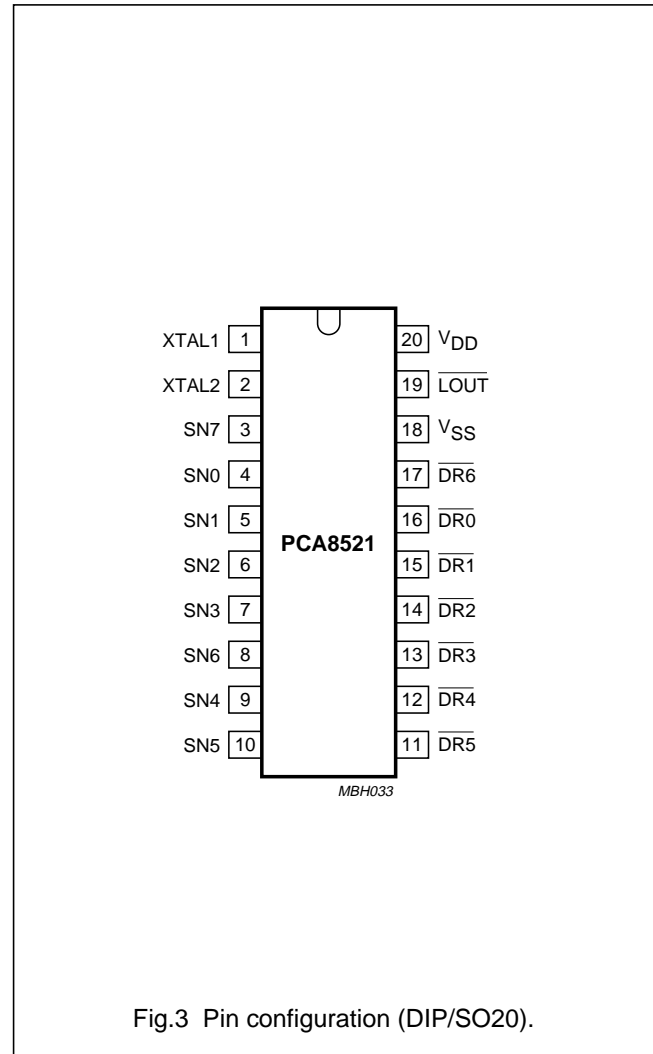 XTAL1 1 20 VDD
XTAL2 2 19 LOUT
SN7 3 18 VSS
SN0 4 17 DR6
SN1 5 16 DR0
PCA8521
SN2 6 15 DR1
SN3 7 14 DR2
SN6 8 13 DR3
SN4 9 12 DR4
SN5 10 11 DR5
MBH033
Fig.3 Pin configuration (DIP/SO20).